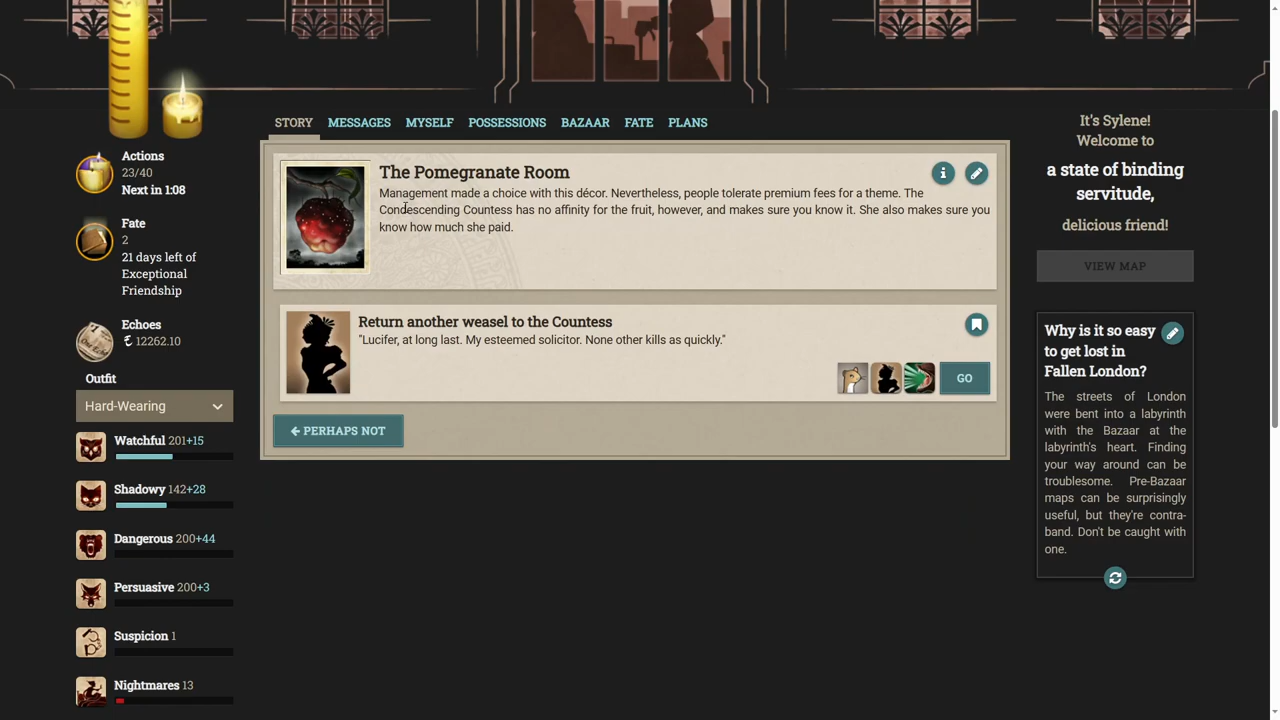 STORY
MESSAGES
MYSELF
POSSESSIONS
BAZAAR
FATE
PLANS
Actions
23/40
Next in 1:08
Fate
2
21 days left of
Exceptional
Friendship
Echoes
12262.10
Outfit
Hard-Wearing
Watchful 201+15
Shadowy 142+28
Dangerous 200+44
Persuasive 200+3
Suspicion 1
Nightmares 13
The Pomegranate Room
Management made a choice with this décor. Nevertheless, people tolerate premium fees for a theme. The
Condescending Countess has no affinity for the fruit, however, and makes sure you know it. She also makes sure you
know how much she paid.
Return another weasel to the Countess
"Lucifer, at long last. My esteemed solicitor. None other kills as quickly."
GO
PERHAPS NOT
It's Sylene!
Welcome to
a state of binding
servitude,
delicious friend!
VIEW MAP
Why is it so easy
to get lost in
Fallen London?
The streets of London
were bent into a labyrinth
with the Bazaar at the
labyrinth's heart. Finding
your way around can be
troublesome. Pre-Bazaar
maps can be surprisingly
useful, but they're contra-
band. Don't be caught with
one.